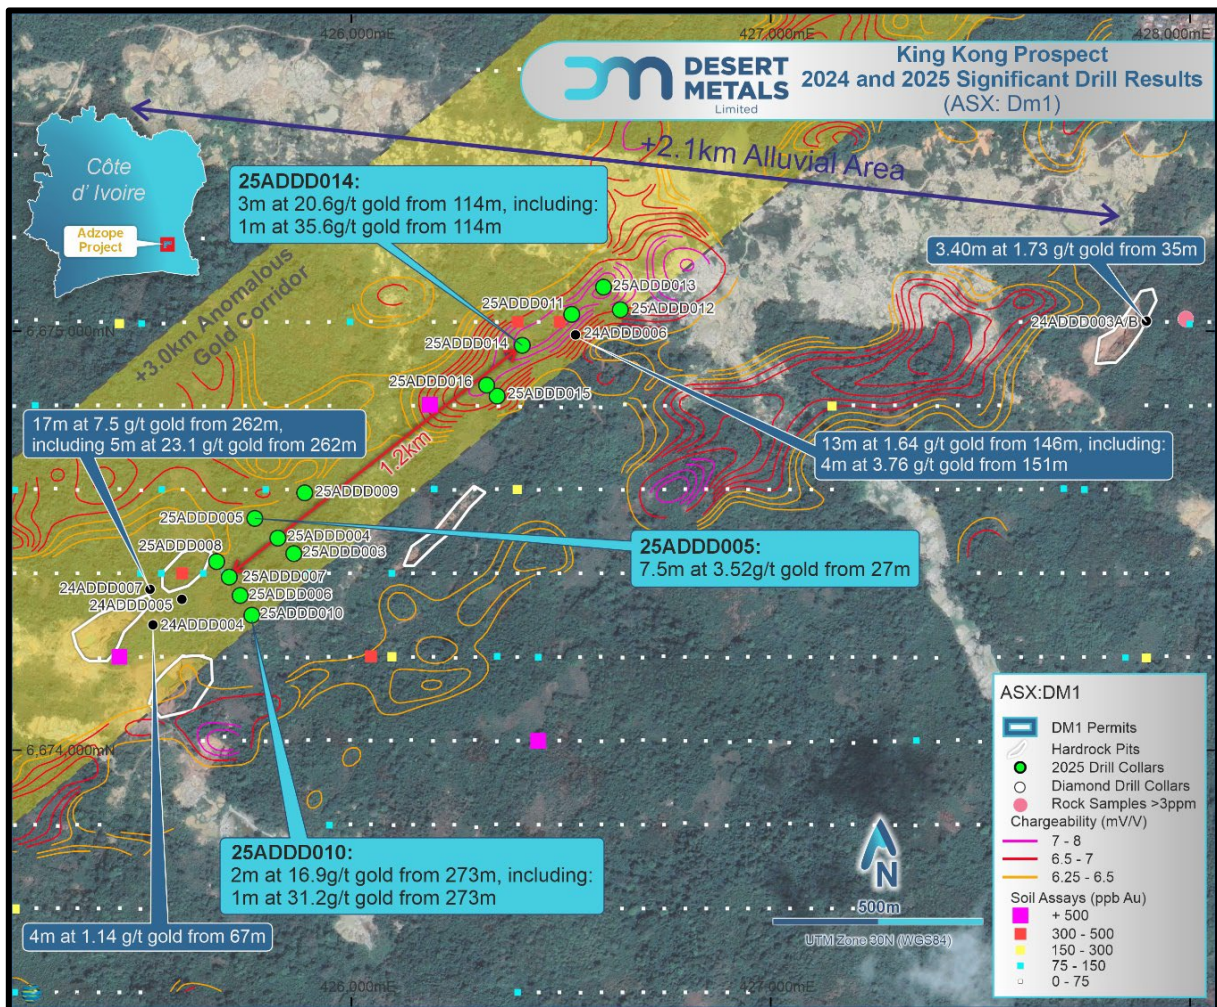 426,000mE
427,000mE
428,000mE
DM DESERT METALS Limited
King Kong Prospect
2024 and 2025 Significant Drill Results
(ASX: Dm1)
+2.1km Alluvial Area
Côte
d' Ivoire
Adzope
Project
25ADDD014:
3m at 20.6g/t gold from 114m, including:
1m at 35.6g/t gold from 114m
3.40m at 1.73 g/t gold from 35m
+3.0km Anomalous
Gold Corridor
25ADDD013
25ADDD011
25ADDD012
24ADDD006
24ADDD003A/B
6,675,000mN
25ADDD014
25ADDD016
25ADDD015
17m at 7.5 g/t gold from 262m,
including 5m at 23.1 g/t gold from 262m
1.2km
13m at 1.64 g/t gold from 146m, including:
4m at 3.76 g/t gold from 151m
25ADDD009
25ADDD005
25ADDD004
25ADDD003
25ADDD008
25ADDD005:
7.5m at 3.52g/t gold from 27m
25ADDD007
24ADDD007
25ADDD006
24ADDD005
25ADDD010
24ADDD004
6,674,000mN
25ADDD010:
2m at 16.9g/t gold from 273m, including:
1m at 31.2g/t gold from 273m
4m at 1.14 g/t gold from 67m
N
500m
UTM Zone 30N (WGS84)
ASX:DM1
DM1 Permits
Hardrock Pits
2025 Drill Collars
Diamond Drill Collars
Rock Samples >3ppm
Chargeability (mV/V)
7 - 8
6.5 - 7
6.25 - 6.5
Soil Assays (ppb Au)
+ 500
300 - 500
150 - 300
75 - 150
0 - 75
426,000mE
427,000mE